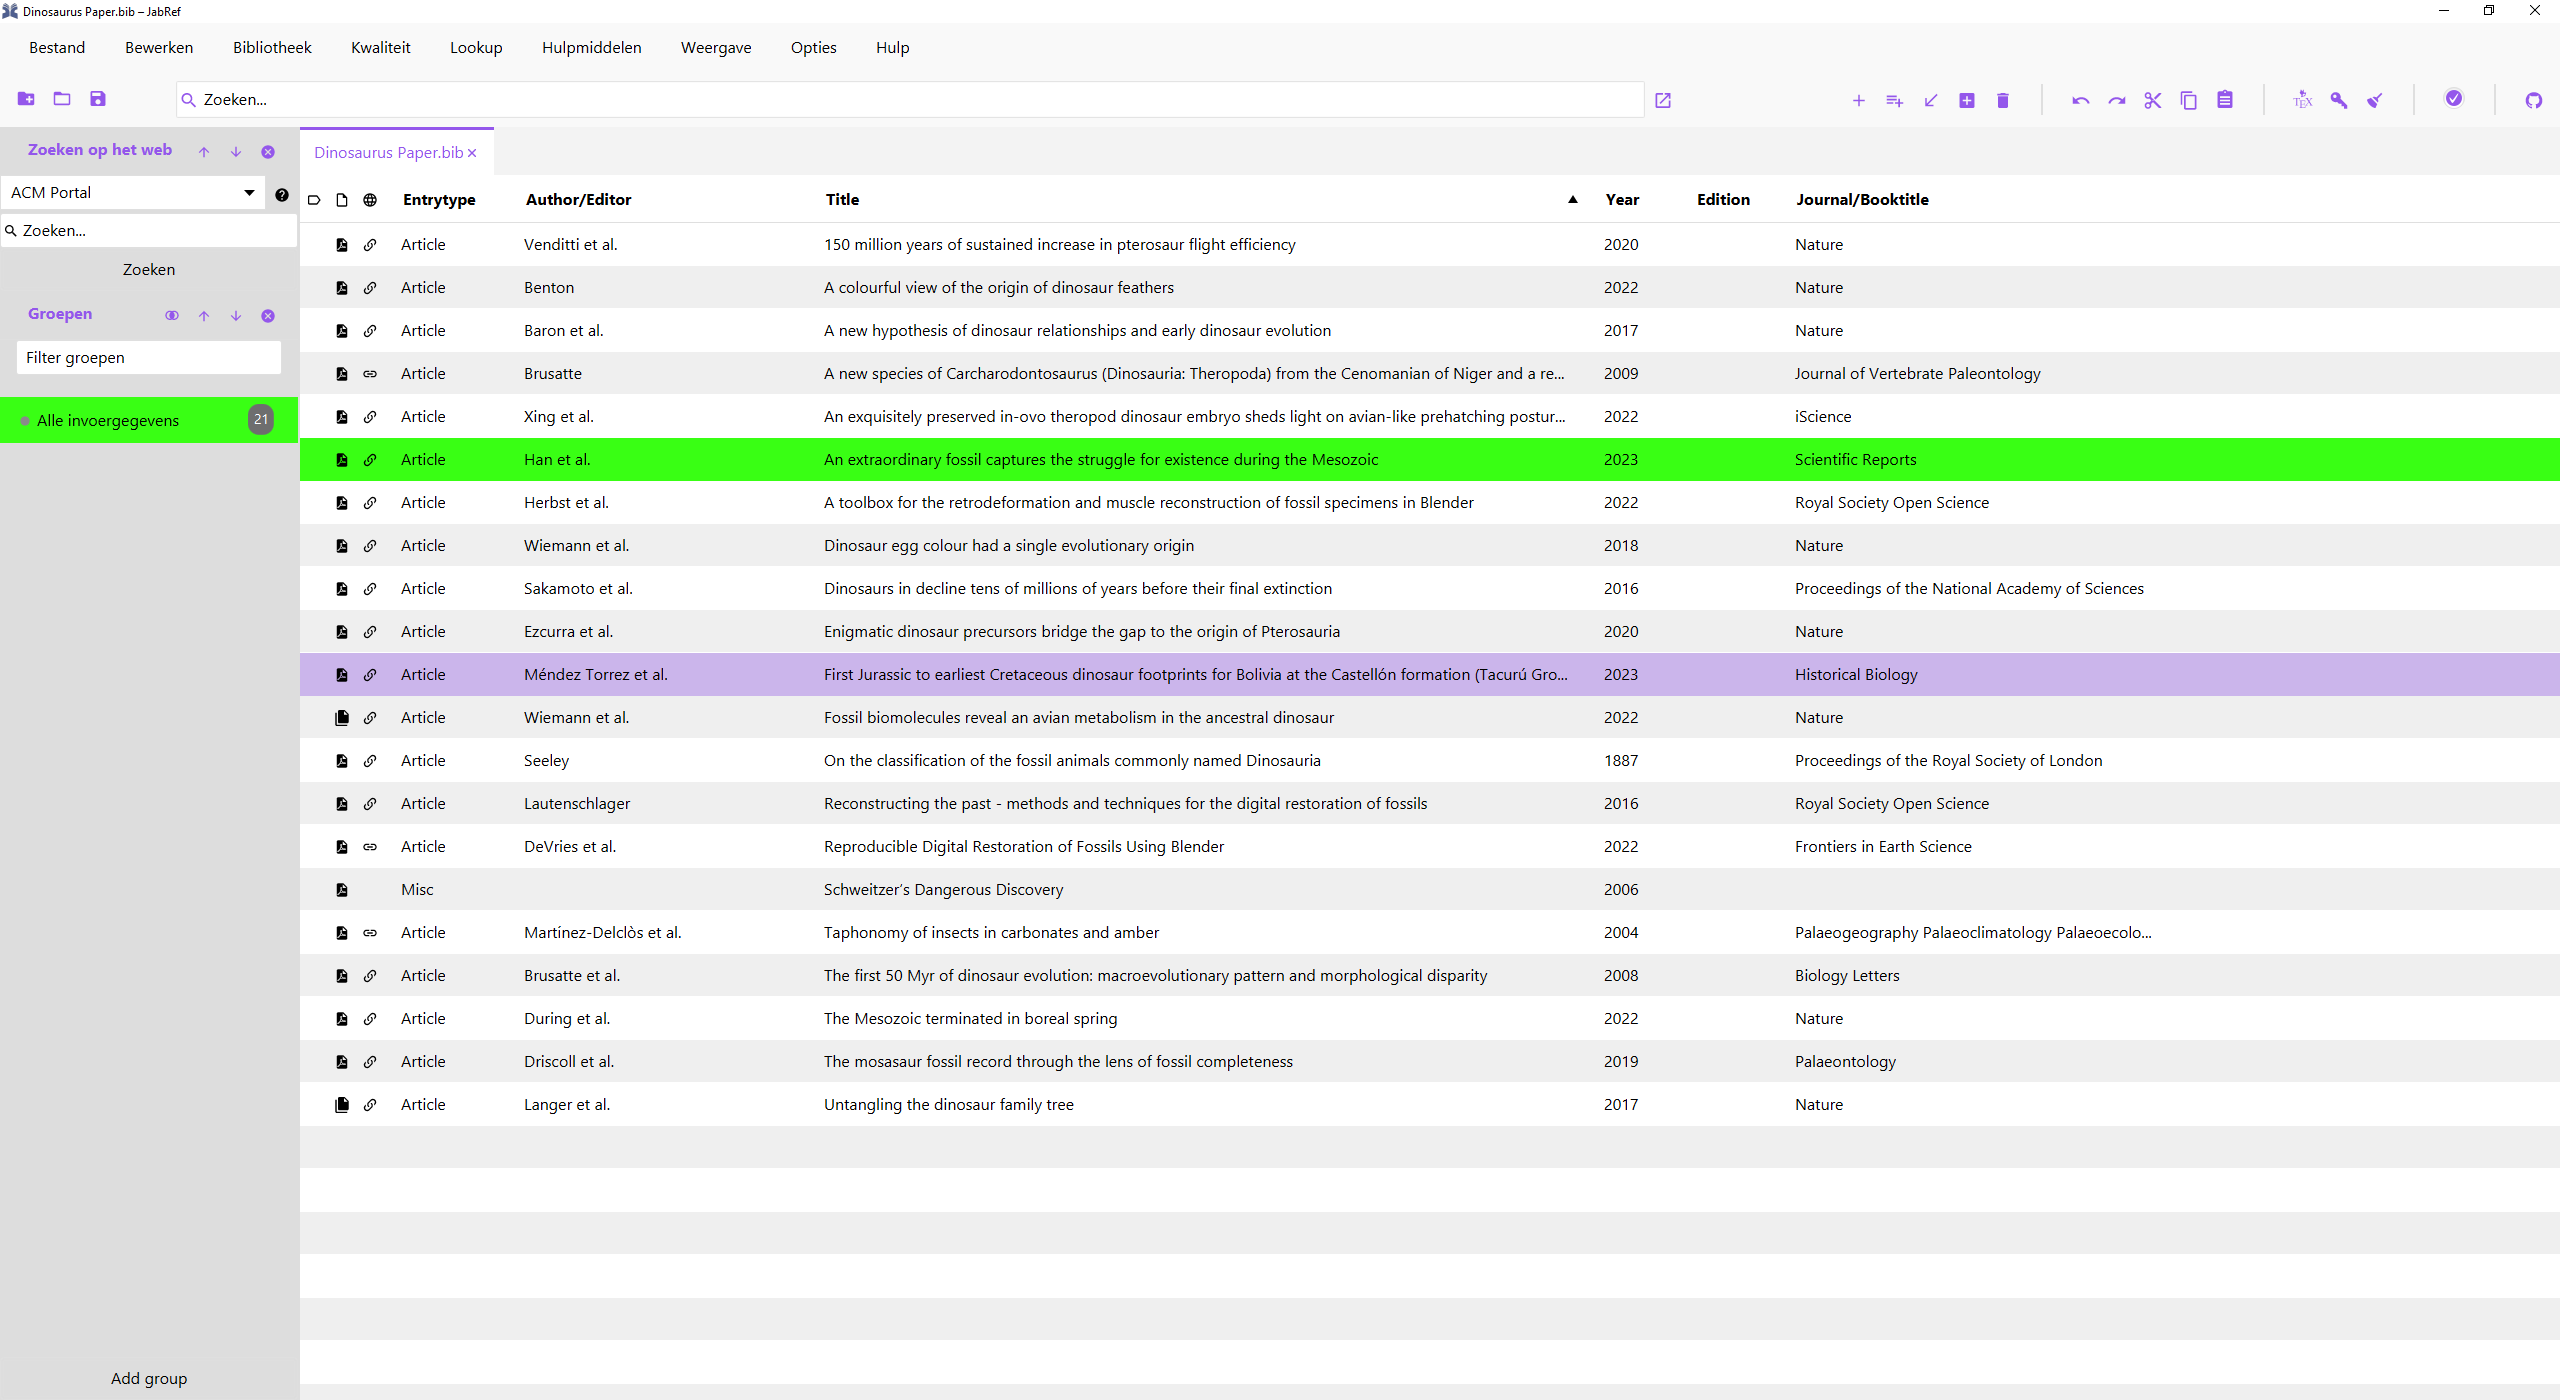 Dinosaurus Paper.bib – JabRef
Bestand Bewerken Bibliotheek Kwaliteit Lookup Hulpmiddelen Weergave Opties Hulp
Zoeken...
TEX
Zoeken op het web
ACM Portal
Zoeken...
Zoeken
Groepen
Filter groepen
Alle invoergegevens 21
Add group
Dinosaurus Paper.bib
Entrytype Author/Editor Title Year Edition Journal/Booktitle
Article Venditti et al. 150 million years of sustained increase in pterosaur flight efficiency 2020 Nature
Article Benton A colourful view of the origin of dinosaur feathers 2022 Nature
Article Baron et al. A new hypothesis of dinosaur relationships and early dinosaur evolution 2017 Nature
Article Brusatte A new species of Carcharodontosaurus (Dinosauria: Theropoda) from the Cenomanian of Niger and a re... 2009 Journal of Vertebrate Paleontology
Article Xing et al. An exquisitely preserved in-ovo theropod dinosaur embryo sheds light on avian-like prehatching postur... 2022 iScience
Article Han et al. An extraordinary fossil captures the struggle for existence during the Mesozoic 2023 Scientific Reports
Article Herbst et al. A toolbox for the retrodeformation and muscle reconstruction of fossil specimens in Blender 2022 Royal Society Open Science
Article Wiemann et al. Dinosaur egg colour had a single evolutionary origin 2018 Nature
Article Sakamoto et al. Dinosaurs in decline tens of millions of years before their final extinction 2016 Proceedings of the National Academy of Sciences
Article Ezcurra et al. Enigmatic dinosaur precursors bridge the gap to the origin of Pterosauria 2020 Nature
Article Méndez Torrez et al. First Jurassic to earliest Cretaceous dinosaur footprints for Bolivia at the Castellón formation (Tacurú Gro... 2023 Historical Biology
Article Wiemann et al. Fossil biomolecules reveal an avian metabolism in the ancestral dinosaur 2022 Nature
Article Seeley On the classification of the fossil animals commonly named Dinosauria 1887 Proceedings of the Royal Society of London
Article Lautenschlager Reconstructing the past - methods and techniques for the digital restoration of fossils 2016 Royal Society Open Science
Article DeVries et al. Reproducible Digital Restoration of Fossils Using Blender 2022 Frontiers in Earth Science
Misc Schweitzer’s Dangerous Discovery 2006
Article Martínez-Delclòs et al. Taphonomy of insects in carbonates and amber 2004 Palaeogeography Palaeoclimatology Palaeoecolo...
Article Brusatte et al. The first 50 Myr of dinosaur evolution: macroevolutionary pattern and morphological disparity 2008 Biology Letters
Article During et al. The Mesozoic terminated in boreal spring 2022 Nature
Article Driscoll et al. The mosasaur fossil record through the lens of fossil completeness 2019 Palaeontology
Article Langer et al. Untangling the dinosaur family tree 2017 Nature